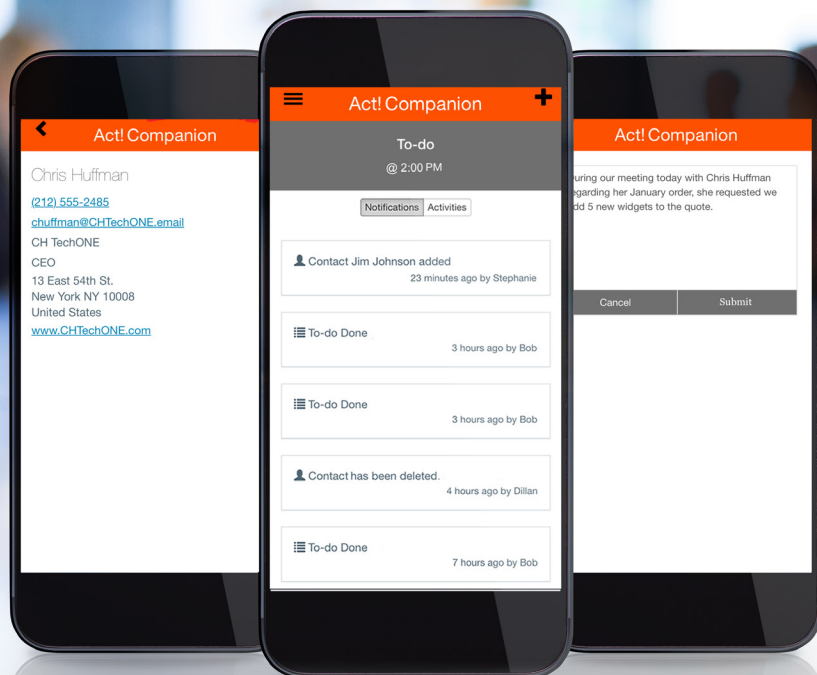 Act! Companion
Chris Huffman
(212) 555-2485
chuffman@CHTechONE.email
CH TechONE
CEO
13 East 54th St.
New York NY 10008
United States
www.CHTechONE.com
Act! Companion
To-do
@ 2:00 PM
Notifications Activities
Contact Jim Johnson added
23 minutes ago by Stephanie
To-do Done
3 hours ago by Bob
To-do Done
3 hours ago by Bob
Contact has been deleted.
4 hours ago by Dillan
To-do Done
7 hours ago by Bob
Act! Companion
our meeting today with Chris Huffman
her January order, she requested we
5 new widgets to the quote.
Cancel Submit